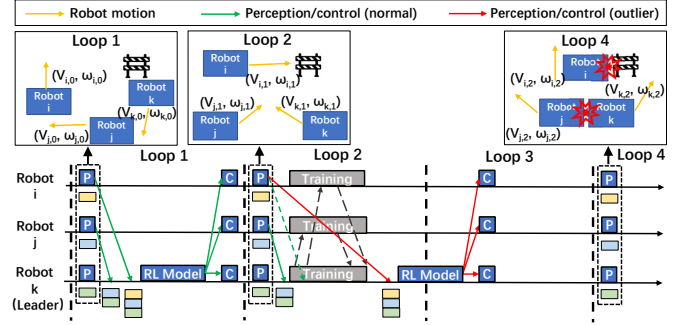 Robot motion
Perception/control (normal)
Perception/control (outlier)
Loop 1
Robot
i
(V_{i,0}, ω_{i,0})
Robot
k
(V_{k,0}, ω_{k,0})
Robot
j
(V_{j,0}, ω_{j,0})
Loop 2
Robot
i
(V_{i,1}, ω_{i,1})
(V_{j,1}, ω_{j,1})
(V_{k,1}, ω_{k,1})
Robot
j
Robot
k
Loop 4
Robot
i
(V_{i,2}, ω_{i,2})
(V_{k,2}, ω_{k,2})
Robot
j
Robot
k
(V_{j,2}, ω_{j,2})
Loop 1
Loop 2
Loop 3
Loop 4
Robot
i
P
C
P
Training
C
P
Robot
j
P
C
P
Training
C
P
Robot
k
(Leader)
P
RL Model
C
P
Training
RL Model
C
P